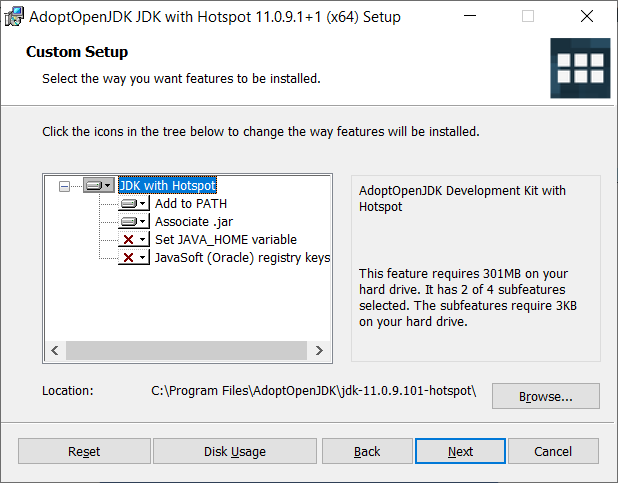 AdoptOpenJDK JDK with Hotspot 11.0.9.1+1 (x64) Setup
Custom Setup
Select the way you want features to be installed.
Click the icons in the tree below to change the way features will be installed.
JDK with Hotspot
Add to PATH
Associate .jar
Set JAVA_HOME variable
JavaSoft (Oracle) registry keys
AdoptOpenJDK Development Kit with
Hotspot
This feature requires 301MB on your
hard drive. It has 2 of 4 subfeatures
selected. The subfeatures require 3KB
on your hard drive.
Location: C:\Program Files\AdoptOpenJDK\jdk-11.0.9.101-hotspot\
Browse...
Reset Disk Usage Back Next Cancel